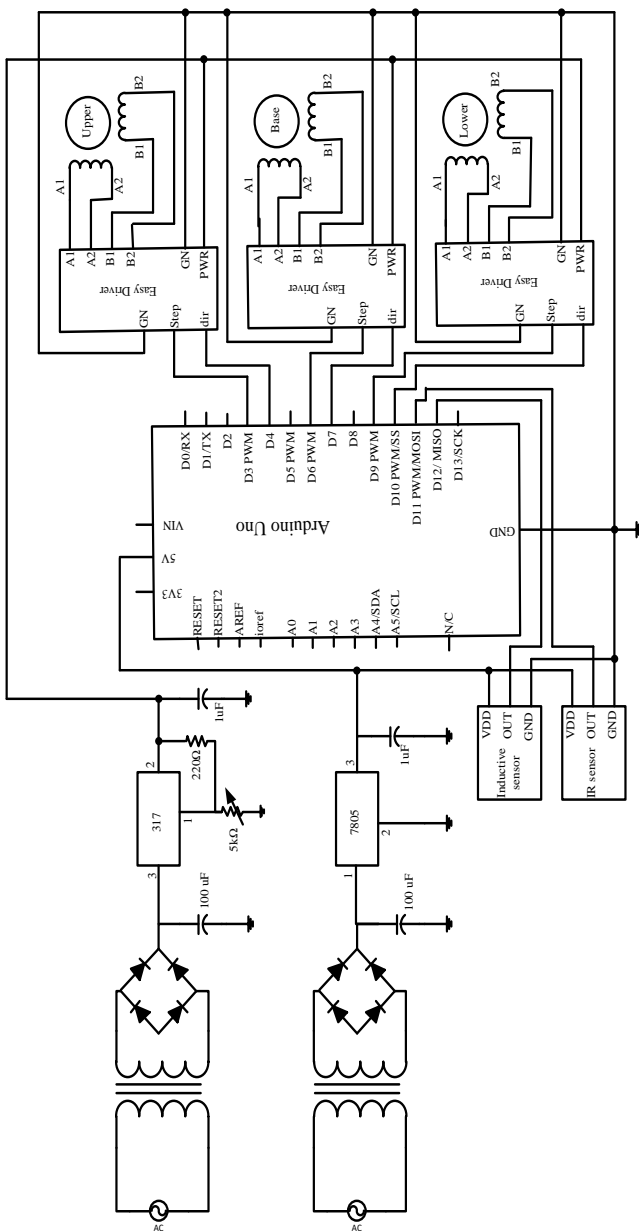 Upper
A1
A2
B1
B2
A1
A2
B1
B2
GN
PWR
Easy Driver
GN
Step
dir
Base
A1
A2
B1
B2
A1
A2
B1
B2
GN
PWR
Easy Driver
GN
Step
dir
Lower
A1
A2
B1
B2
A1
A2
B1
B2
GN
PWR
Easy Driver
GN
Step
dir
D0/RX
D1/TX
D2
D3 PWM
D4
D5 PWM
D6 PWM
D7
D8
D9 PWM
D10 PWM/SS
D11 PWM/MOSI
D12/ MISO
D13/SCK
VIN
5V
3V3
Arduino Uno
GND
RESET
RESET2
AREF
ioref
A0
A1
A2
A3
A4/SDA
A5/SCL
N/C
1uF
220Ω
5kΩ
2
317
1
3
100 uF
AC
1uF
3
7805
2
1
100 uF
AC
VDD
OUT
GND
Inductive
sensor
VDD
OUT
GND
IR sensor